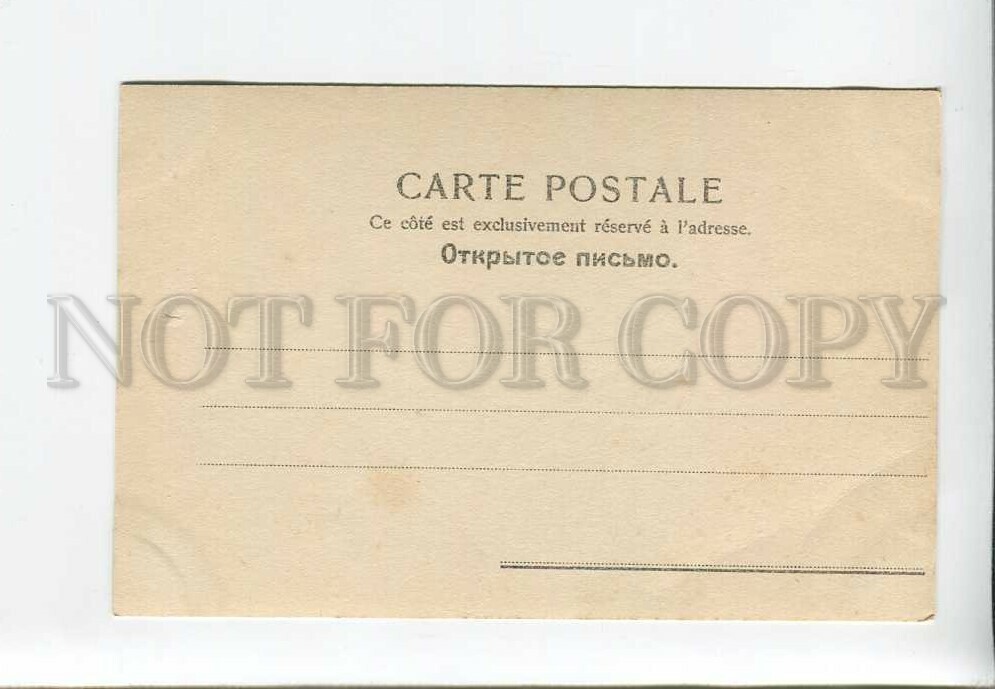 CARTE POSTALE
Ce côté est exclusivement réservé à l'adresse.
Открытое письмо.
NOT FOR COPY